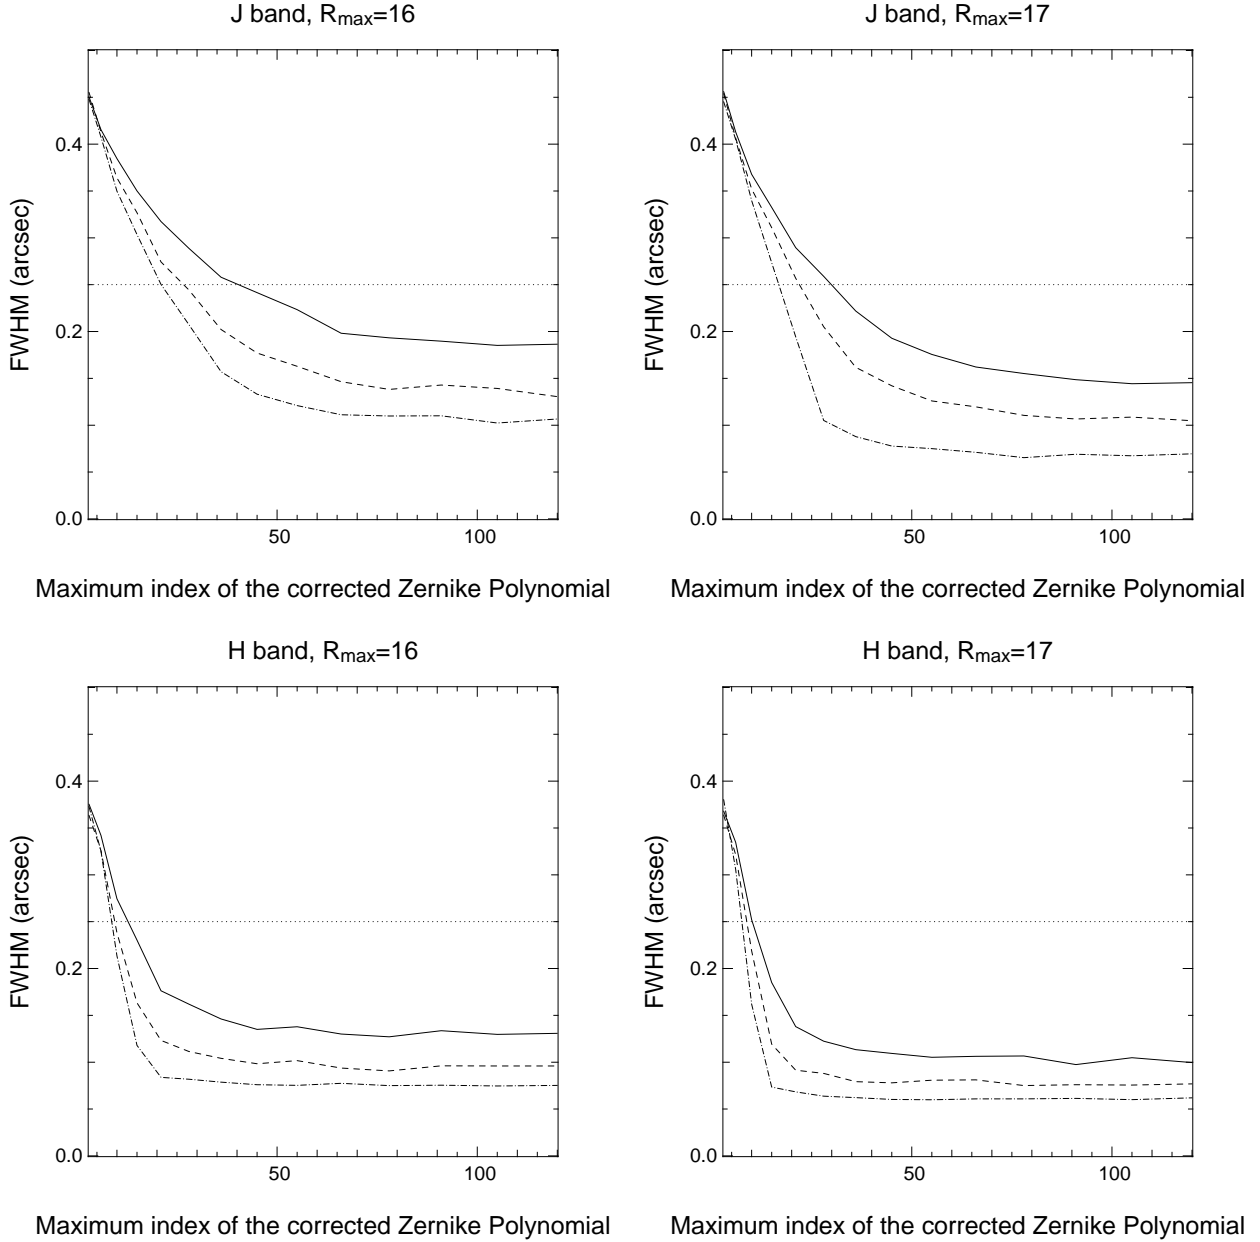 J band, Rmax=16
FWHM (arcsec)
0.4
0.2
0.0
50 100
Maximum index of the corrected Zernike Polynomial
J band, Rmax=17
FWHM (arcsec)
0.4
0.2
0.0
50 100
Maximum index of the corrected Zernike Polynomial
H band, Rmax=16
FWHM (arcsec)
0.4
0.2
0.0
50 100
Maximum index of the corrected Zernike Polynomial
H band, Rmax=17
FWHM (arcsec)
0.4
0.2
0.0
50 100
Maximum index of the corrected Zernike Polynomial